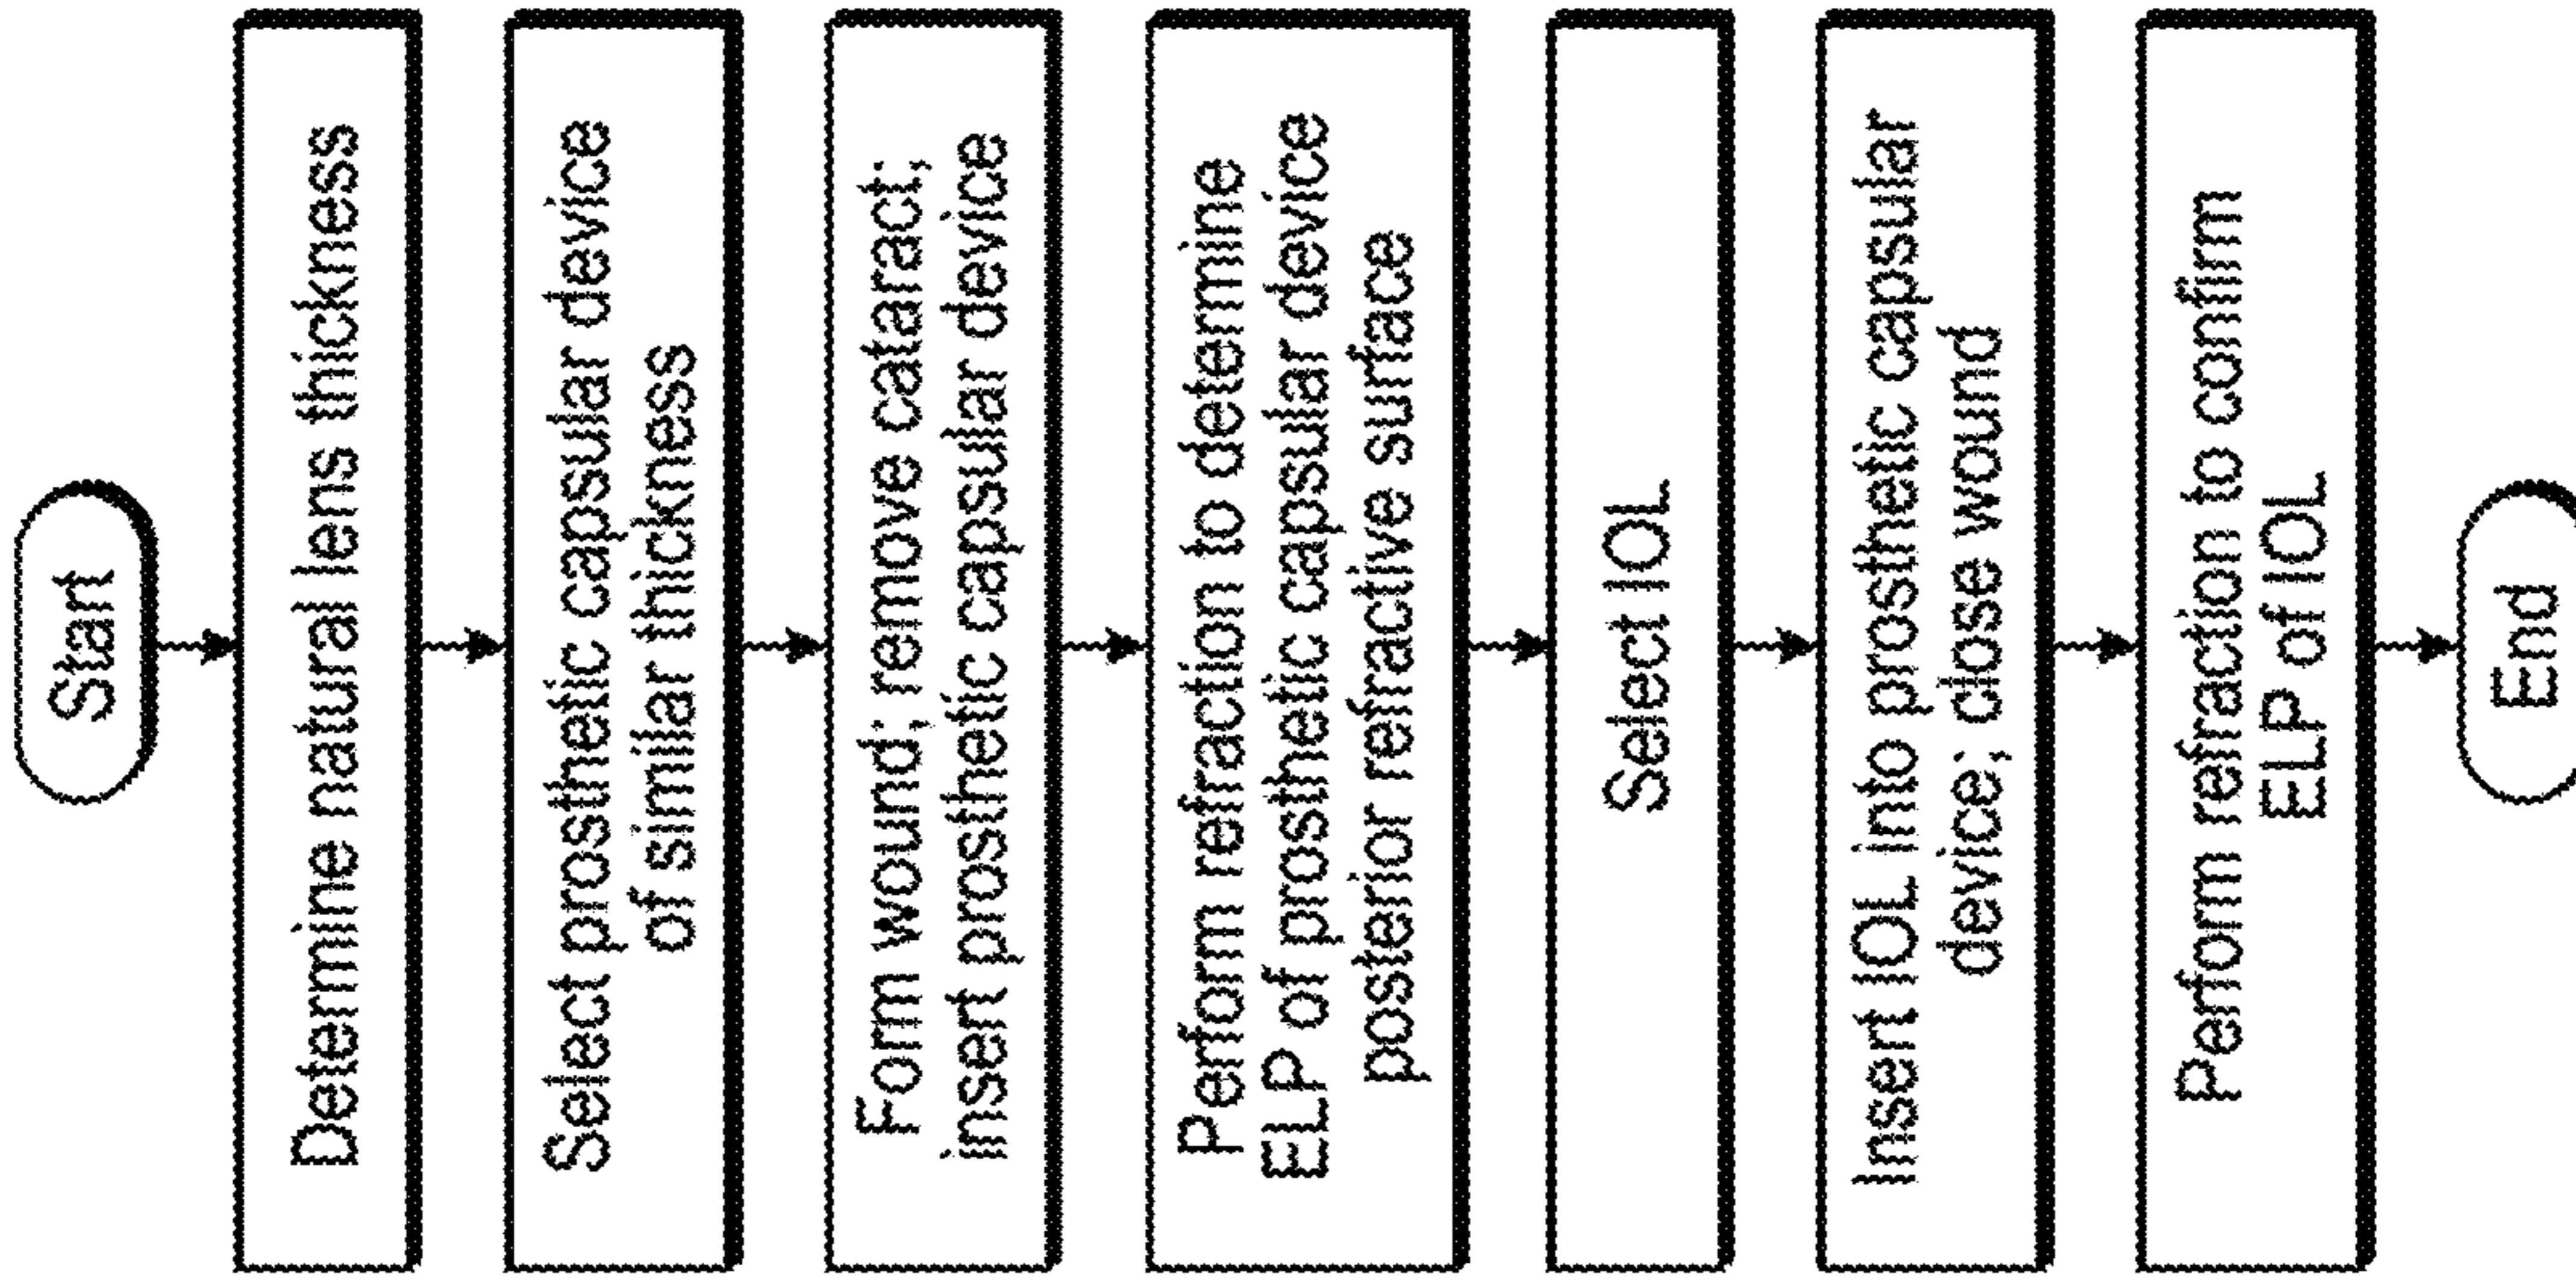 Start
Determine natural lens thickness
Select prosthetic capsular device
of similar thickness
Form wound; remove cataract;
insert prosthetic capsular device
Perform refraction to determine
ELP of prosthetic capsular device
posterior refractive surface
Select IOL
Insert IOL into prosthetic capsular
device; close wound
Perform refraction to confirm
ELP of IOL
End